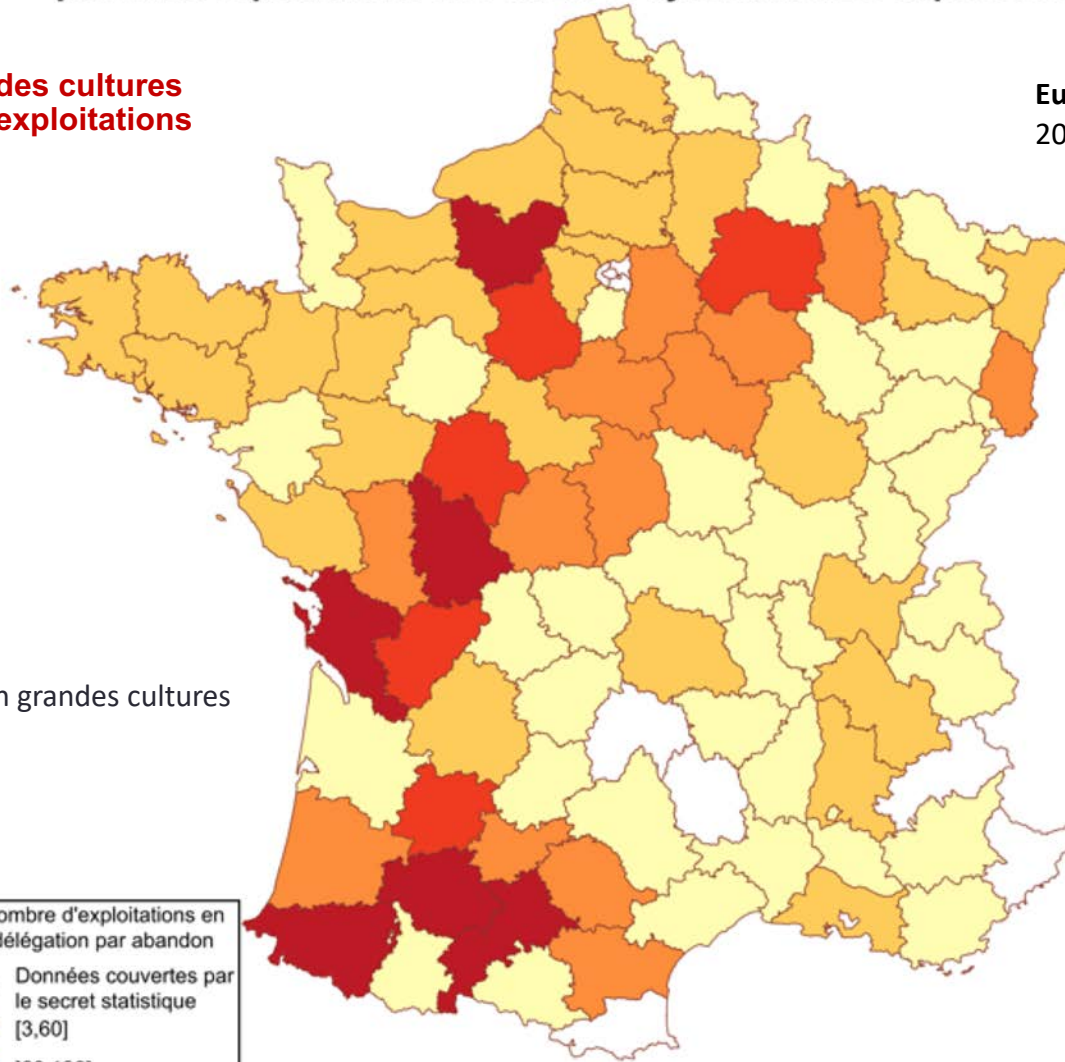 des cultures
exploitations
Eu
20
n grandes cultures
ombre d'exploitations en
élégation par abandon
Données couvertes par
le secret statistique
[3,60]